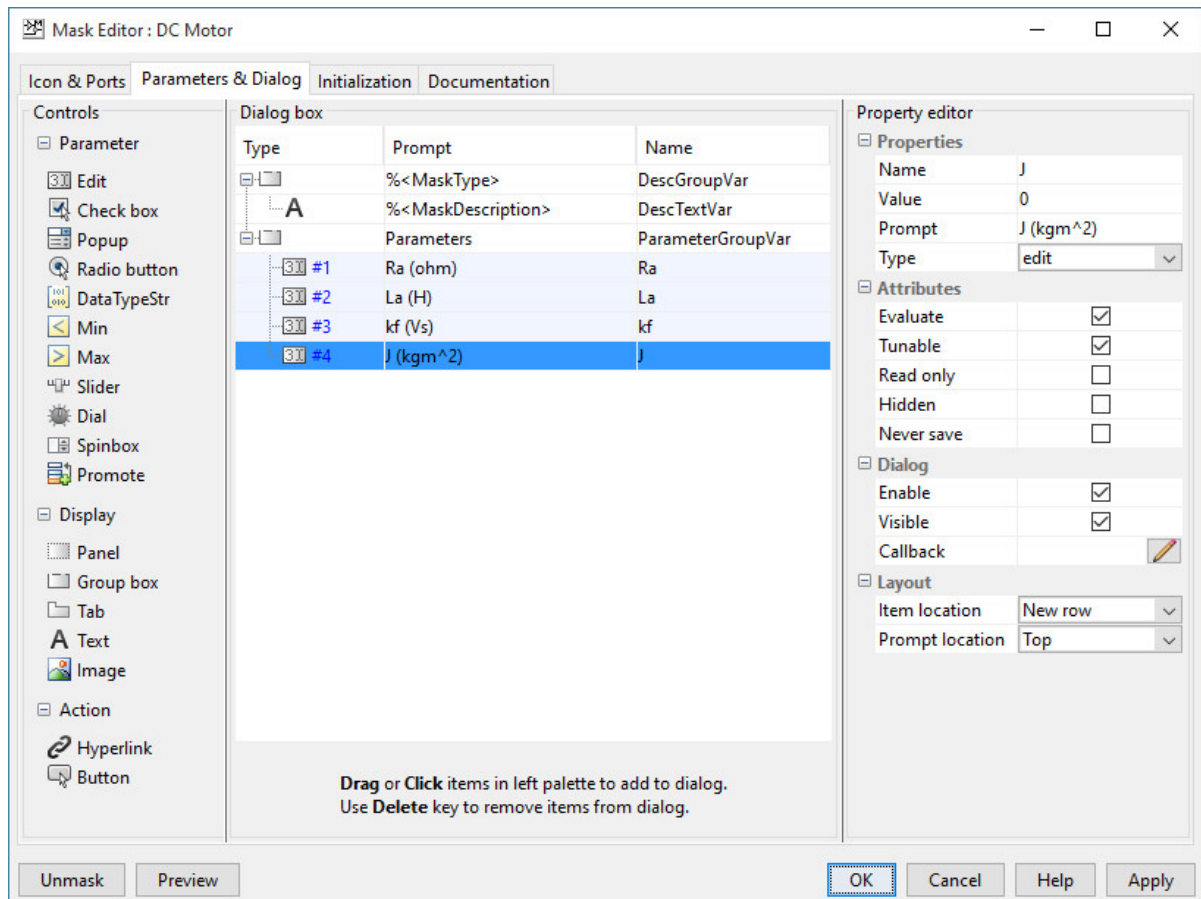 Mask Editor : DC Motor
Icon & Ports Parameters & Dialog Initialization Documentation
Controls
Parameter
Edit
Check box
Popup
Radio button
DataTypeStr
Min
Max
Slider
Dial
Spinbox
Promote
Display
Panel
Group box
Tab
Text
Image
Action
Hyperlink
Button
Dialog box
Type Prompt Name
%<MaskType> DescGroupVar
A %<MaskDescription> DescTextVar
Parameters ParameterGroupVar
#1 Ra (ohm) Ra
#2 La (H) La
#3 kf (Vs) kf
#4 J (kgm^2) J
Drag or Click items in left palette to add to dialog.
Use Delete key to remove items from dialog.
Property editor
Properties
Name J
Value 0
Prompt J (kgm^2)
Type edit
Attributes
Evaluate
Tunable
Read only
Hidden
Never save
Dialog
Enable
Visible
Callback
Layout
Item location New row
Prompt location Top
Unmask Preview OK Cancel Help Apply